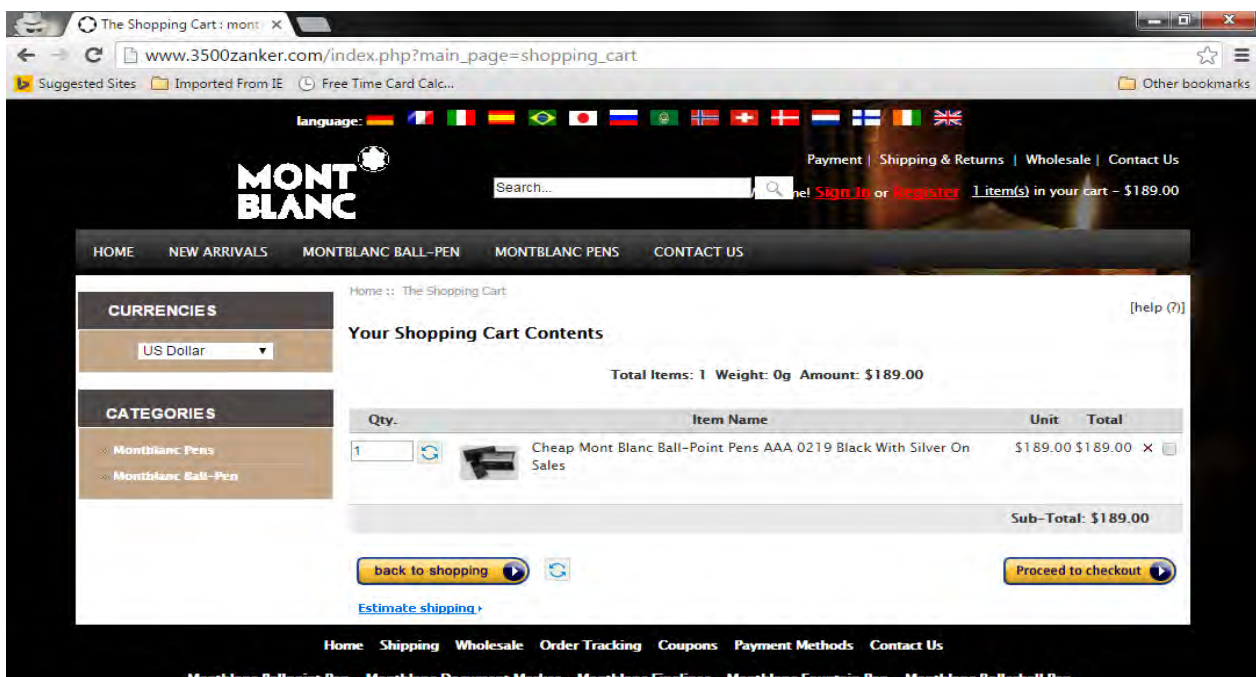 The Shopping Cart : mont
www.3500zanker.com/index.php?main_page=shopping_cart
Suggested Sites Imported From IE Free Time Card Calc... Other bookmarks
language:
Payment | Shipping & Returns | Wholesale | Contact Us
MONT
BLANC
Search...
Sign In or Register 1 item(s) in your cart - $189.00
HOME NEW ARRIVALS MONTBLANC BALL-PEN MONTBLANC PENS CONTACT US
CURRENCIES
US Dollar
CATEGORIES
Montblanc Pens
Montblanc Ball-Pen
Home :: The Shopping Cart
[help (?)]
Your Shopping Cart Contents
Total Items: 1 Weight: 0g Amount: $189.00
Qty. Item Name Unit Total
1 Cheap Mont Blanc Ball-Point Pens AAA 0219 Black With Silver On $189.00 $189.00
Sales
Sub-Total: $189.00
back to shopping Proceed to checkout
Estimate shipping
Home Shipping Wholesale Order Tracking Coupons Payment Methods Contact Us